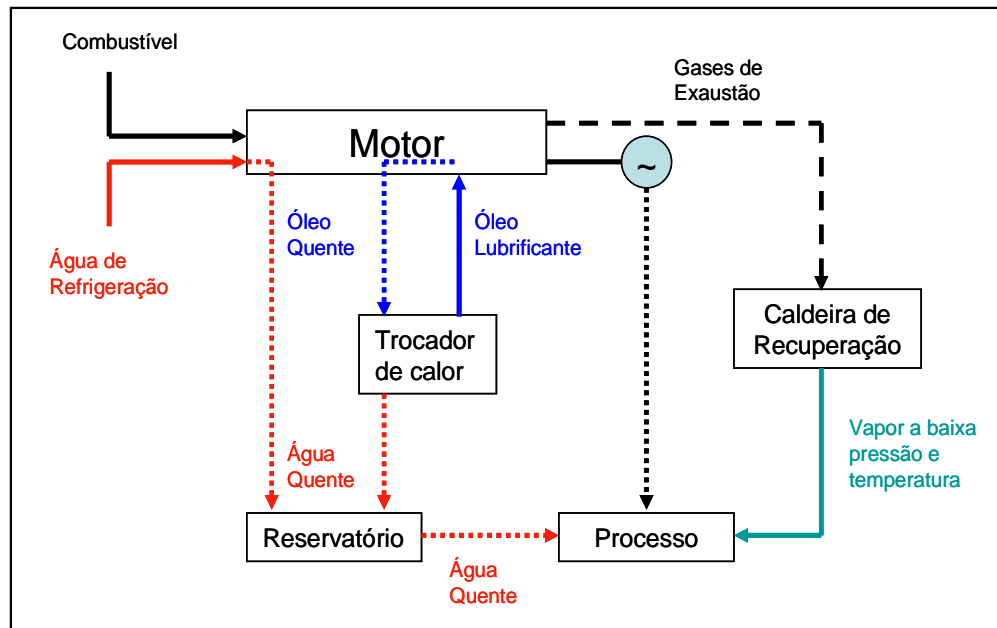 Combustível
Gases de
Exaustão
Motor
~
Óleo
Quente
Óleo
Lubrificante
Água de
Refrigeração
Trocador
de calor
Caldeira de
Recuperação
Água
Quente
Vapor a baixa
pressão e
temperatura
Reservatório
Processo
Água
Quente